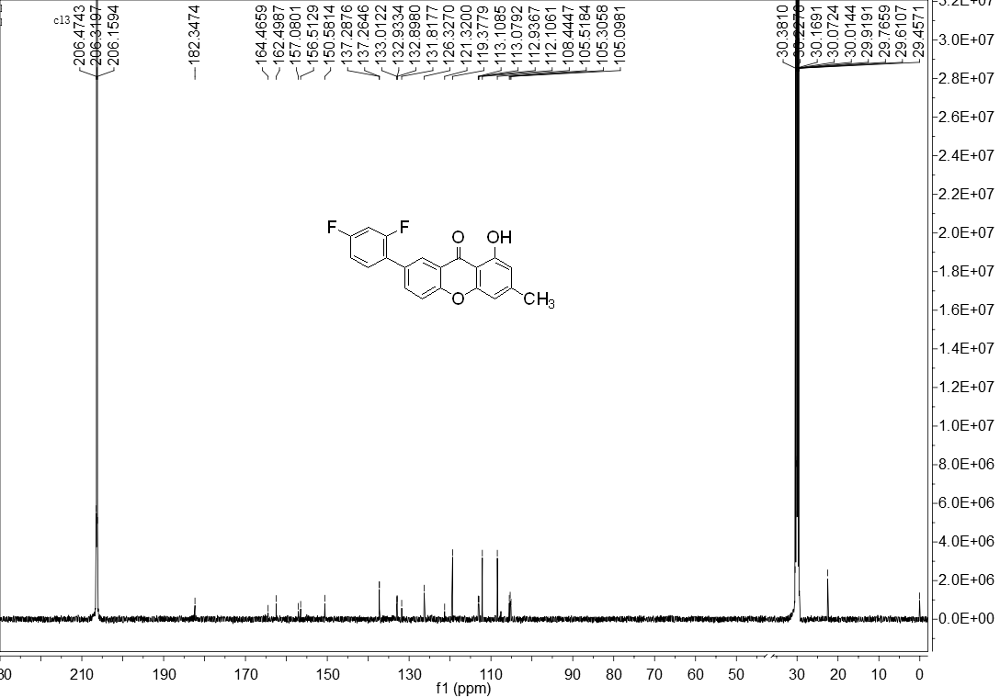 c13
206.4743
206.3197
206.1594
182.3474
164.4659
162.4987
157.0801
156.5129
150.5814
137.2876
137.2646
133.0122
132.9334
132.8980
131.8177
126.3270
121.3200
119.3779
113.1085
113.0792
112.9367
112.1061
108.4447
105.5184
105.3058
105.0981
30.3810
30.1691
30.0724
30.0144
29.9191
29.7659
29.6107
29.4571
3.2E+07
3.0E+07
2.8E+07
2.6E+07
2.4E+07
2.2E+07
2.0E+07
1.8E+07
1.6E+07
1.4E+07
1.2E+07
1.0E+07
8.0E+06
6.0E+06
4.0E+06
2.0E+06
0.0E+00
F F O OH
O CH3
30 210 190 170 150 130 110 90 80 70 60 50 30 20 10 0
f1 (ppm)